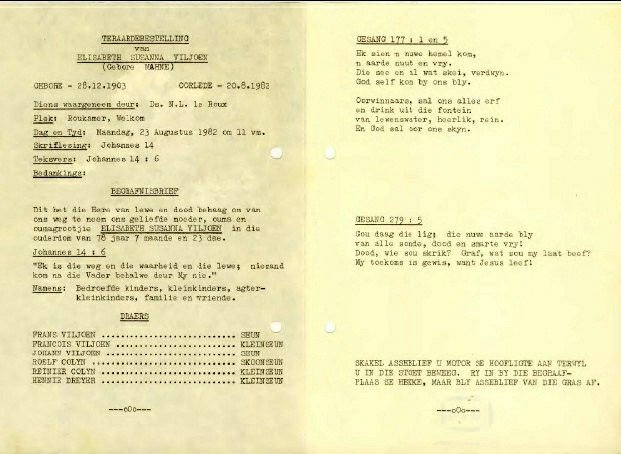 TERAARDEBESTELLING
van
ELISABETH SUSANNA VILJOEN
(Gebore MAHNE)
GEBORE - 28.12.1903 OORLEDE - 20.8.1982
Diens waargeneem deur: Ds. N.L. le Roux
Plek: Roukamer, Welkom
Dag en Tyd: Maandag, 23 Augustus 1982 om 11 vm.
Skriflesing: Johannes 14
Teksvers: Johannes 14 : 6
Bedankings:
BEGRAFNISBRIEF
Dit het die Here van lewe en dood behaag om van
ons weg te neem ons geliefde moeder, ouma en
oumagrootjie ELISABETH SUSANNA VILJOEN in die
ouderdom van 78 jaar 7 maande en 23 dae.
Johannes 14 : 6
"Ek is die weg en die waarheid en die lewe; niemand
kom na die Vader behalwe deur My nie."
Namens: Bedroefde kinders, kleinkinders, agter-
kleinkinders, familie en vriende.
DRAERS
FRANS VILJOEN ........................... SEUN
FRANCOIS VILJOEN ........................ KLEINSEUN
JOHANN VILJOEN .......................... SEUN
ROELF COLYN ............................. SKOONSEUN
REINIER COLYN ........................... KLEINSEUN
HENNIE DREYER ........................... KLEINSEUN
---oOo---
GESANG 177 : 1 en 5
Ek sien 'n nuwe hemel kom,
'n aarde nuut en vry.
Die see en al wat skei, verdwyn.
God self kom by ons bly.
Oorwinnaars, sal ons alles erf
en drink uit die fontein
van lewenswater, heerlik, rein.
En God sal oor ons skyn.
GESANG 279 : 5
Gou daag die lig; die nuwe aarde bly
van alle sonde, dood en smarte vry!
Dood, wie sou skrik? Graf, wat sou my laat beef?
My toekoms is gewis, want Jesus leef!
SKAKEL ASSEBLIEF U MOTOR SE HOOFLIGTE AAN TERWYL
U IN DIE STOET BEWEEG. RY IN BY DIE BEGRAAF-
PLAAS SE HEKKE, MAAR BLY ASSEBLIEF VAN DIE GRAS AF.
---oOo---